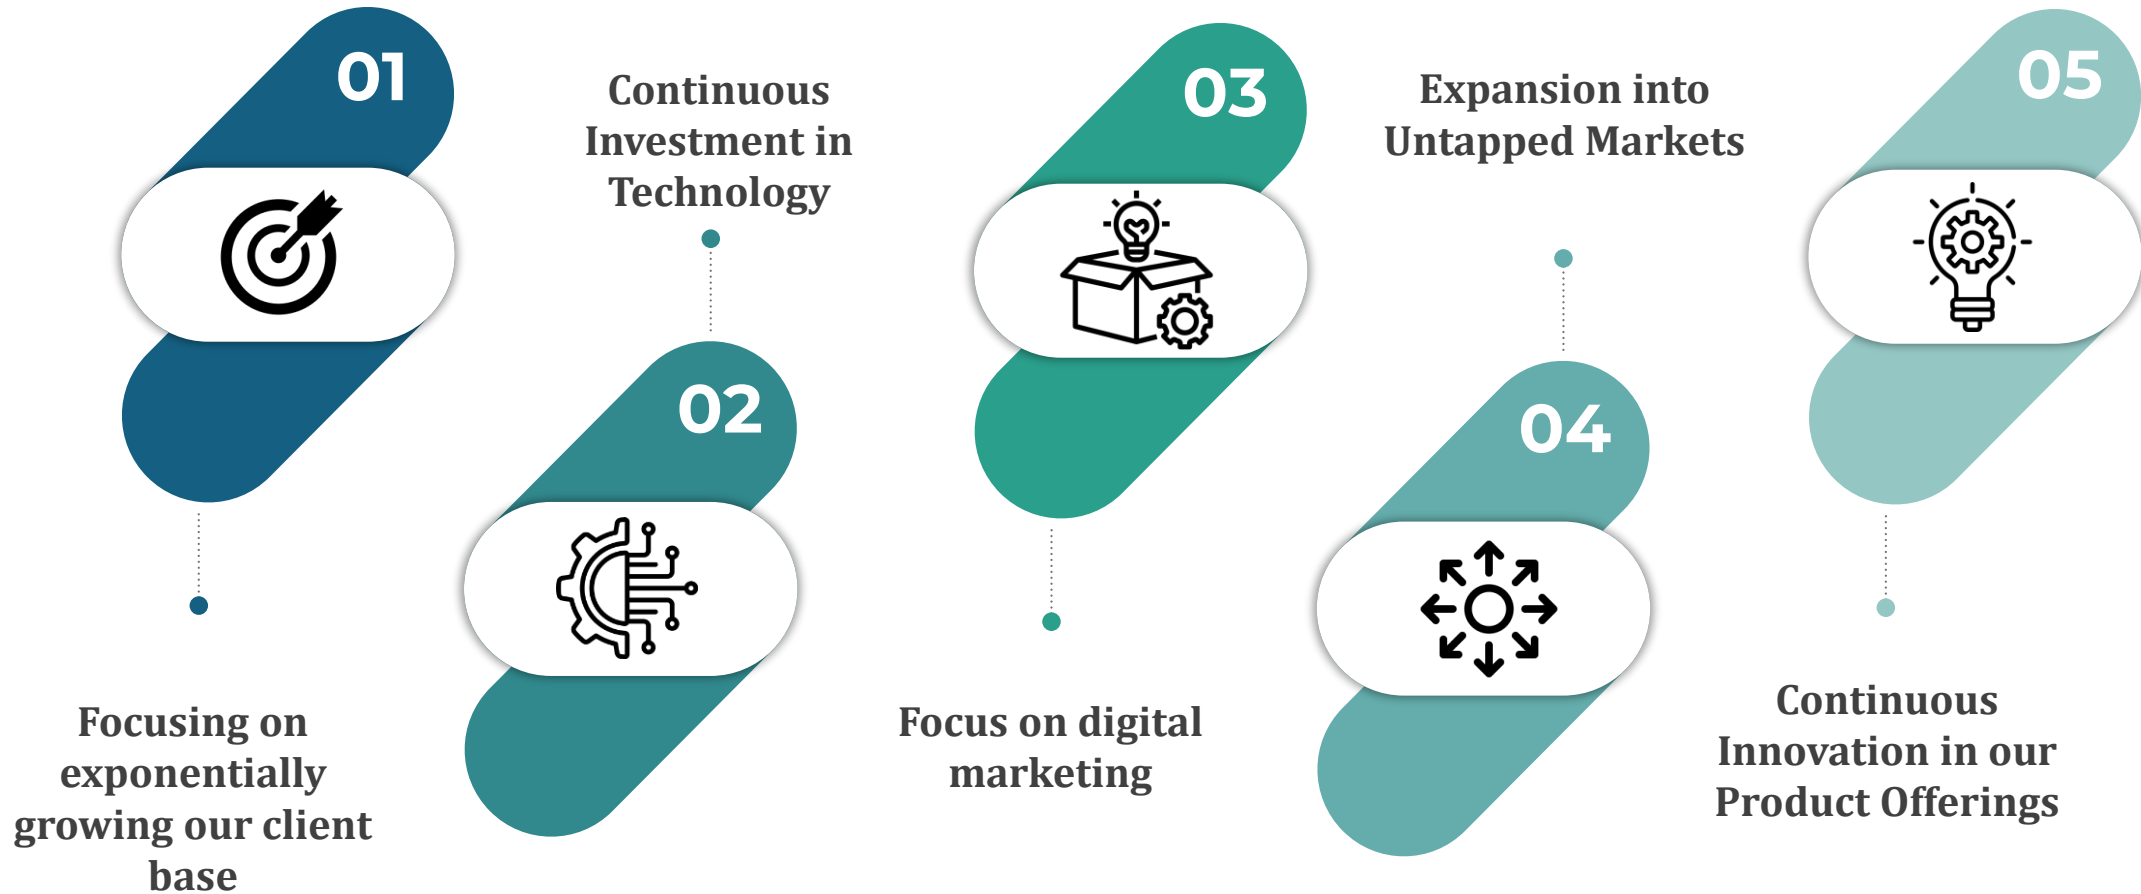 01
Focusing on
exponentially
growing our client
base
Continuous
Investment in
Technology
02
03
Focus on digital
marketing
Expansion into
Untapped Markets
04
05
Continuous
Innovation in our
Product Offerings